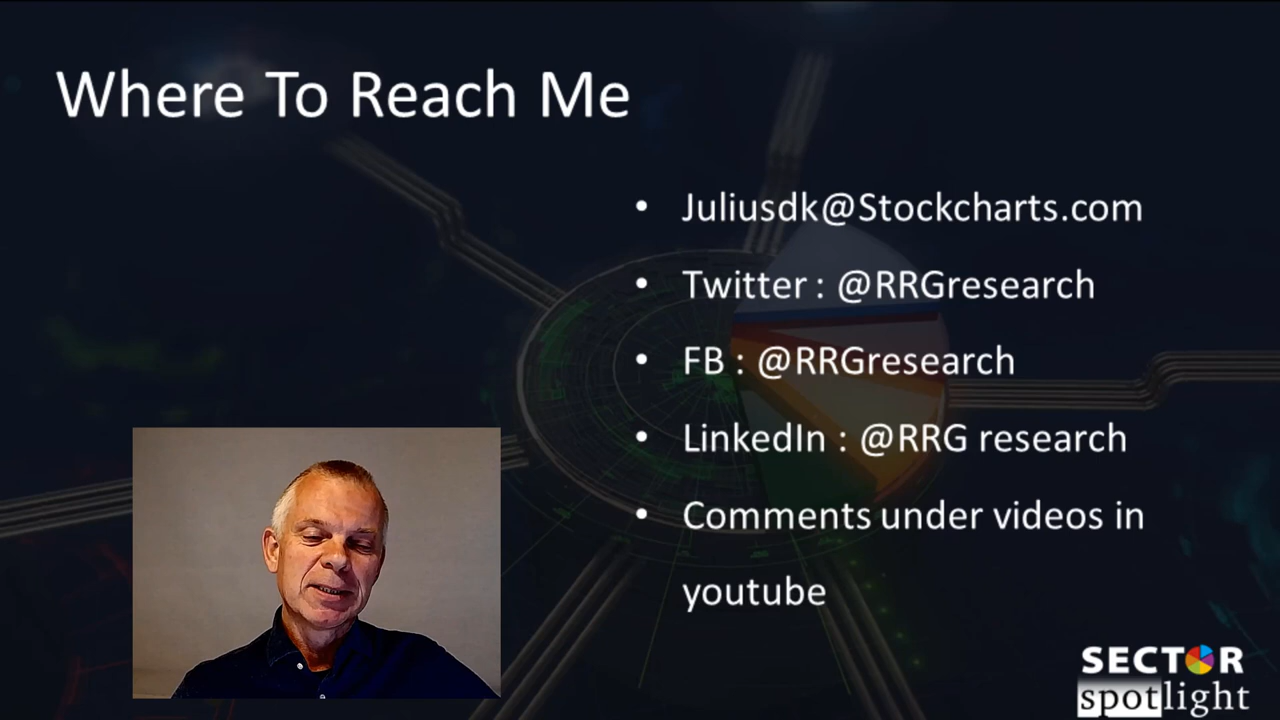 Where To Reach Me
• Juliusdk@Stockcharts.com
• Twitter : @RRGresearch
• FB : @RRGresearch
• LinkedIn : @RRG research
• Comments under videos in
youtube
SECTOR
spotlight